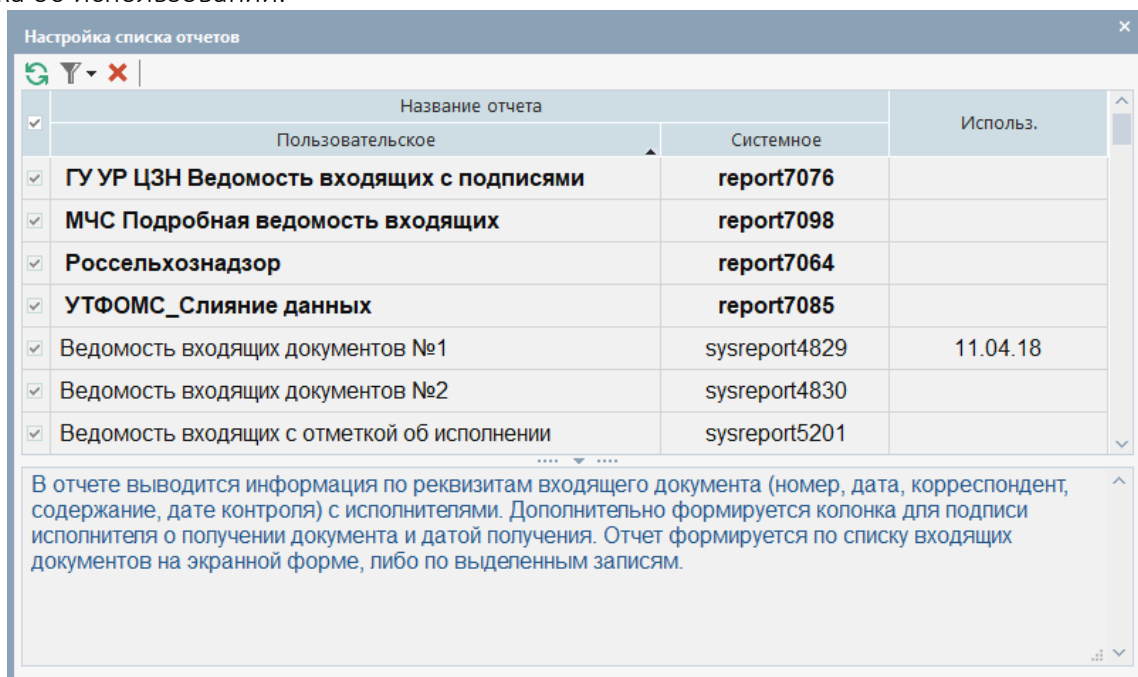 ка об использовании.
Настройка списка отчетов
Название отчета
Использ.
Пользовательское Системное
ГУ УР ЦЗН Ведомость входящих с подписями report7076
МЧС Подробная ведомость входящих report7098
Россельхознадзор report7064
УТФОМС_Слияние данных report7085
Ведомость входящих документов №1 sysreport4829 11.04.18
Ведомость входящих документов №2 sysreport4830
Ведомость входящих с отметкой об исполнении sysreport5201
В отчете выводится информация по реквизитам входящего документа (номер, дата, корреспондент,
содержание, дате контроля) с исполнителями. Дополнительно формируется колонка для подписи
исполнителя о получении документа и датой получения. Отчет формируется по списку входящих
документов на экранной форме, либо по выделенным записям.